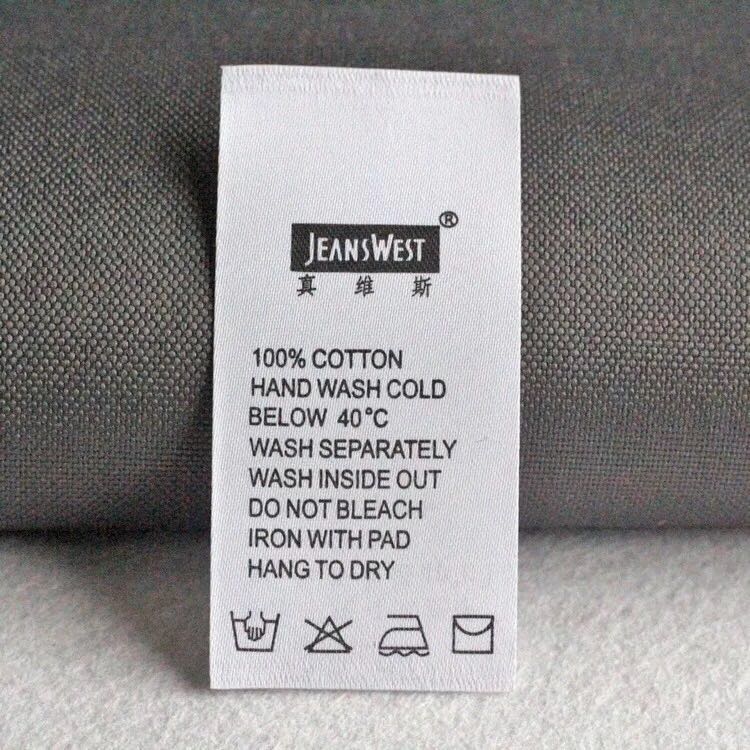 JEANSWEST®
真维斯
100% COTTON
HAND WASH COLD
BELOW 40°C
WASH SEPARATELY
WASH INSIDE OUT
DO NOT BLEACH
IRON WITH PAD
HANG TO DRY